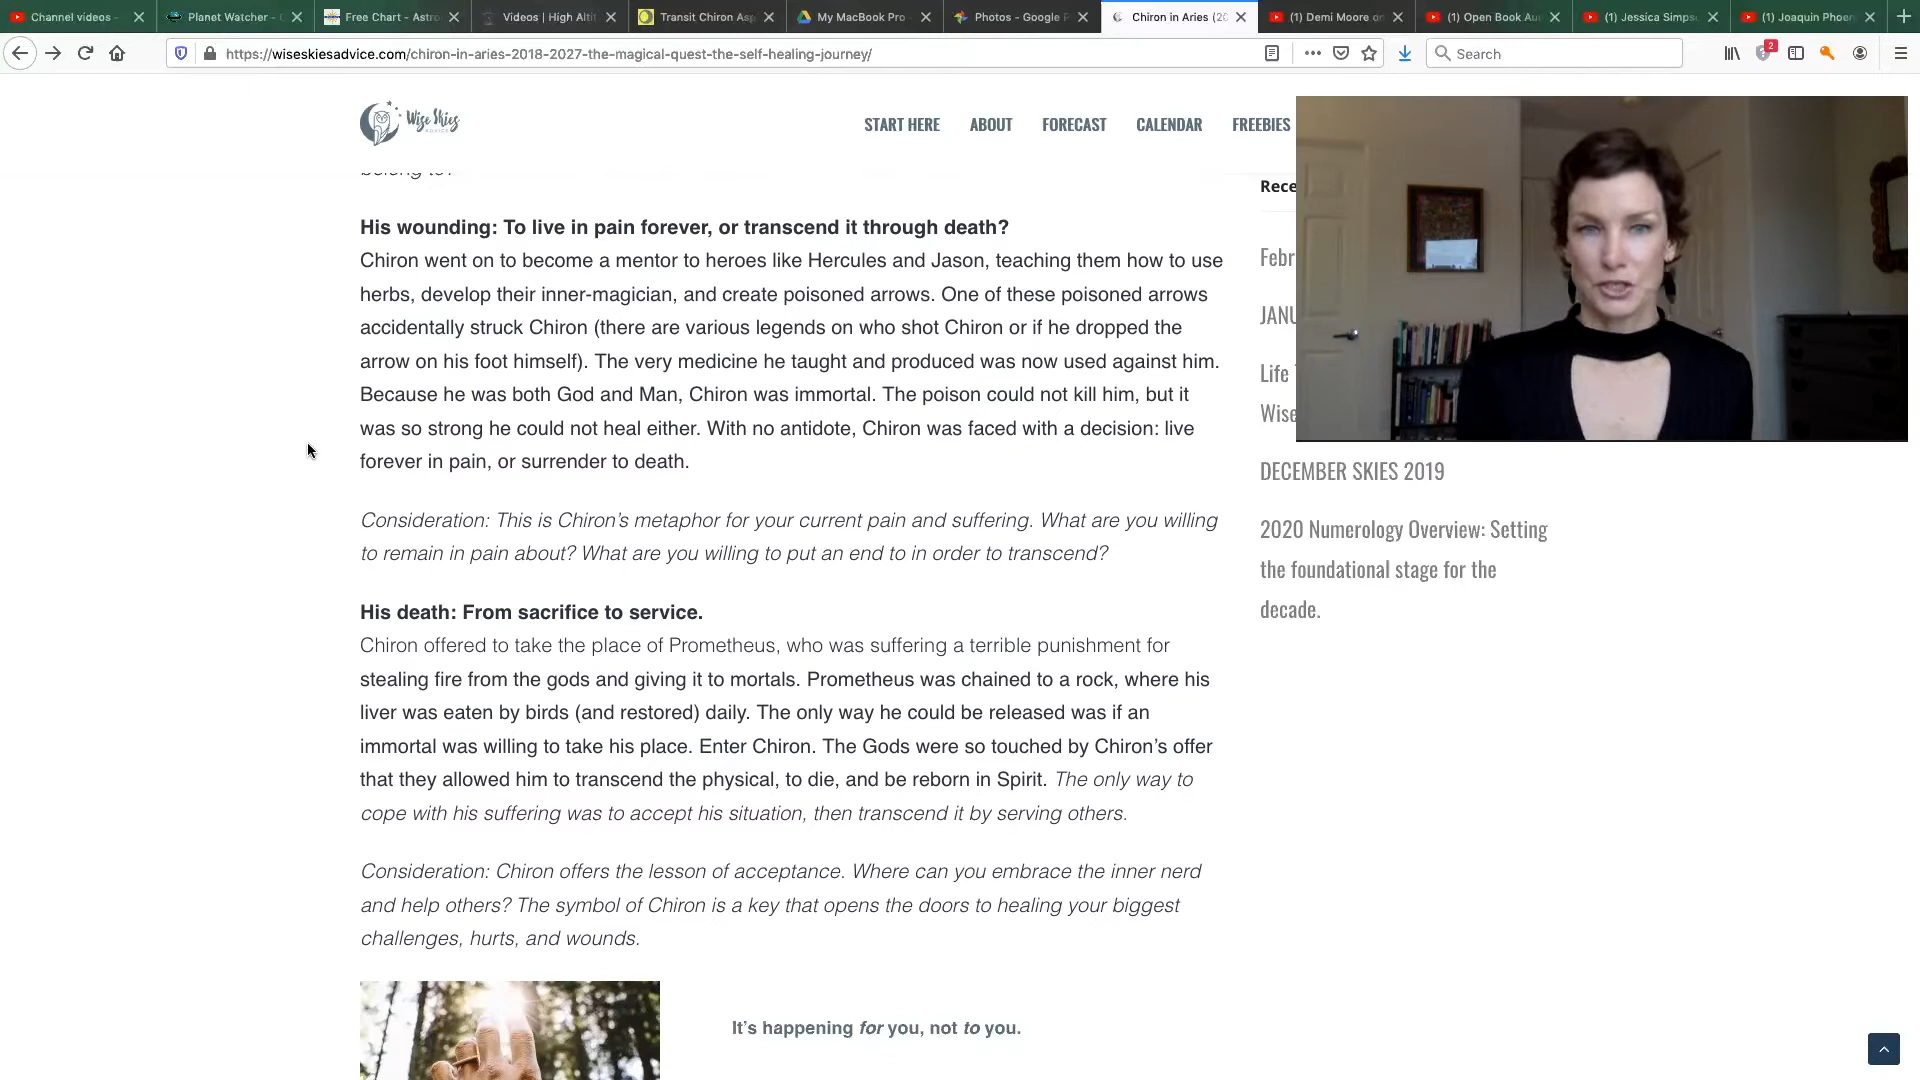 Channel videos -
Planet Watcher - 
Free Chart - Astro
Videos | High Alti
Transit Chiron Asp
My MacBook Pro -
Photos - Google P
Chiron in Aries (20
(1) Demi Moore on
(1) Open Book Au
(1) Jessica Simps
(1) Joaquin Phoen
https://wiseskiesadvice.com/chiron-in-aries-2018-2027-the-magical-quest-the-self-healing-journey/
Search
2
Wise Skies
ADVICE
START HERE ABOUT FORECAST CALENDAR FREEBIES
belong to?
His wounding: To live in pain forever, or transcend it through death?
Chiron went on to become a mentor to heroes like Hercules and Jason, teaching them how to use
herbs, develop their inner-magician, and create poisoned arrows. One of these poisoned arrows
accidentally struck Chiron (there are various legends on who shot Chiron or if he dropped the
arrow on his foot himself). The very medicine he taught and produced was now used against him.
Because he was both God and Man, Chiron was immortal. The poison could not kill him, but it
was so strong he could not heal either. With no antidote, Chiron was faced with a decision: live
forever in pain, or surrender to death.
Consideration: This is Chiron’s metaphor for your current pain and suffering. What are you willing
to remain in pain about? What are you willing to put an end to in order to transcend?
His death: From sacrifice to service.
Chiron offered to take the place of Prometheus, who was suffering a terrible punishment for
stealing fire from the gods and giving it to mortals. Prometheus was chained to a rock, where his
liver was eaten by birds (and restored) daily. The only way he could be released was if an
immortal was willing to take his place. Enter Chiron. The Gods were so touched by Chiron’s offer
that they allowed him to transcend the physical, to die, and be reborn in Spirit. The only way to
cope with his suffering was to accept his situation, then transcend it by serving others.
Consideration: Chiron offers the lesson of acceptance. Where can you embrace the inner nerd
and help others? The symbol of Chiron is a key that opens the doors to healing your biggest
challenges, hurts, and wounds.
It’s happening for you, not to you.
Rece
Febr
JANU
Life
Wise
DECEMBER SKIES 2019
2020 Numerology Overview: Setting
the foundational stage for the
decade.